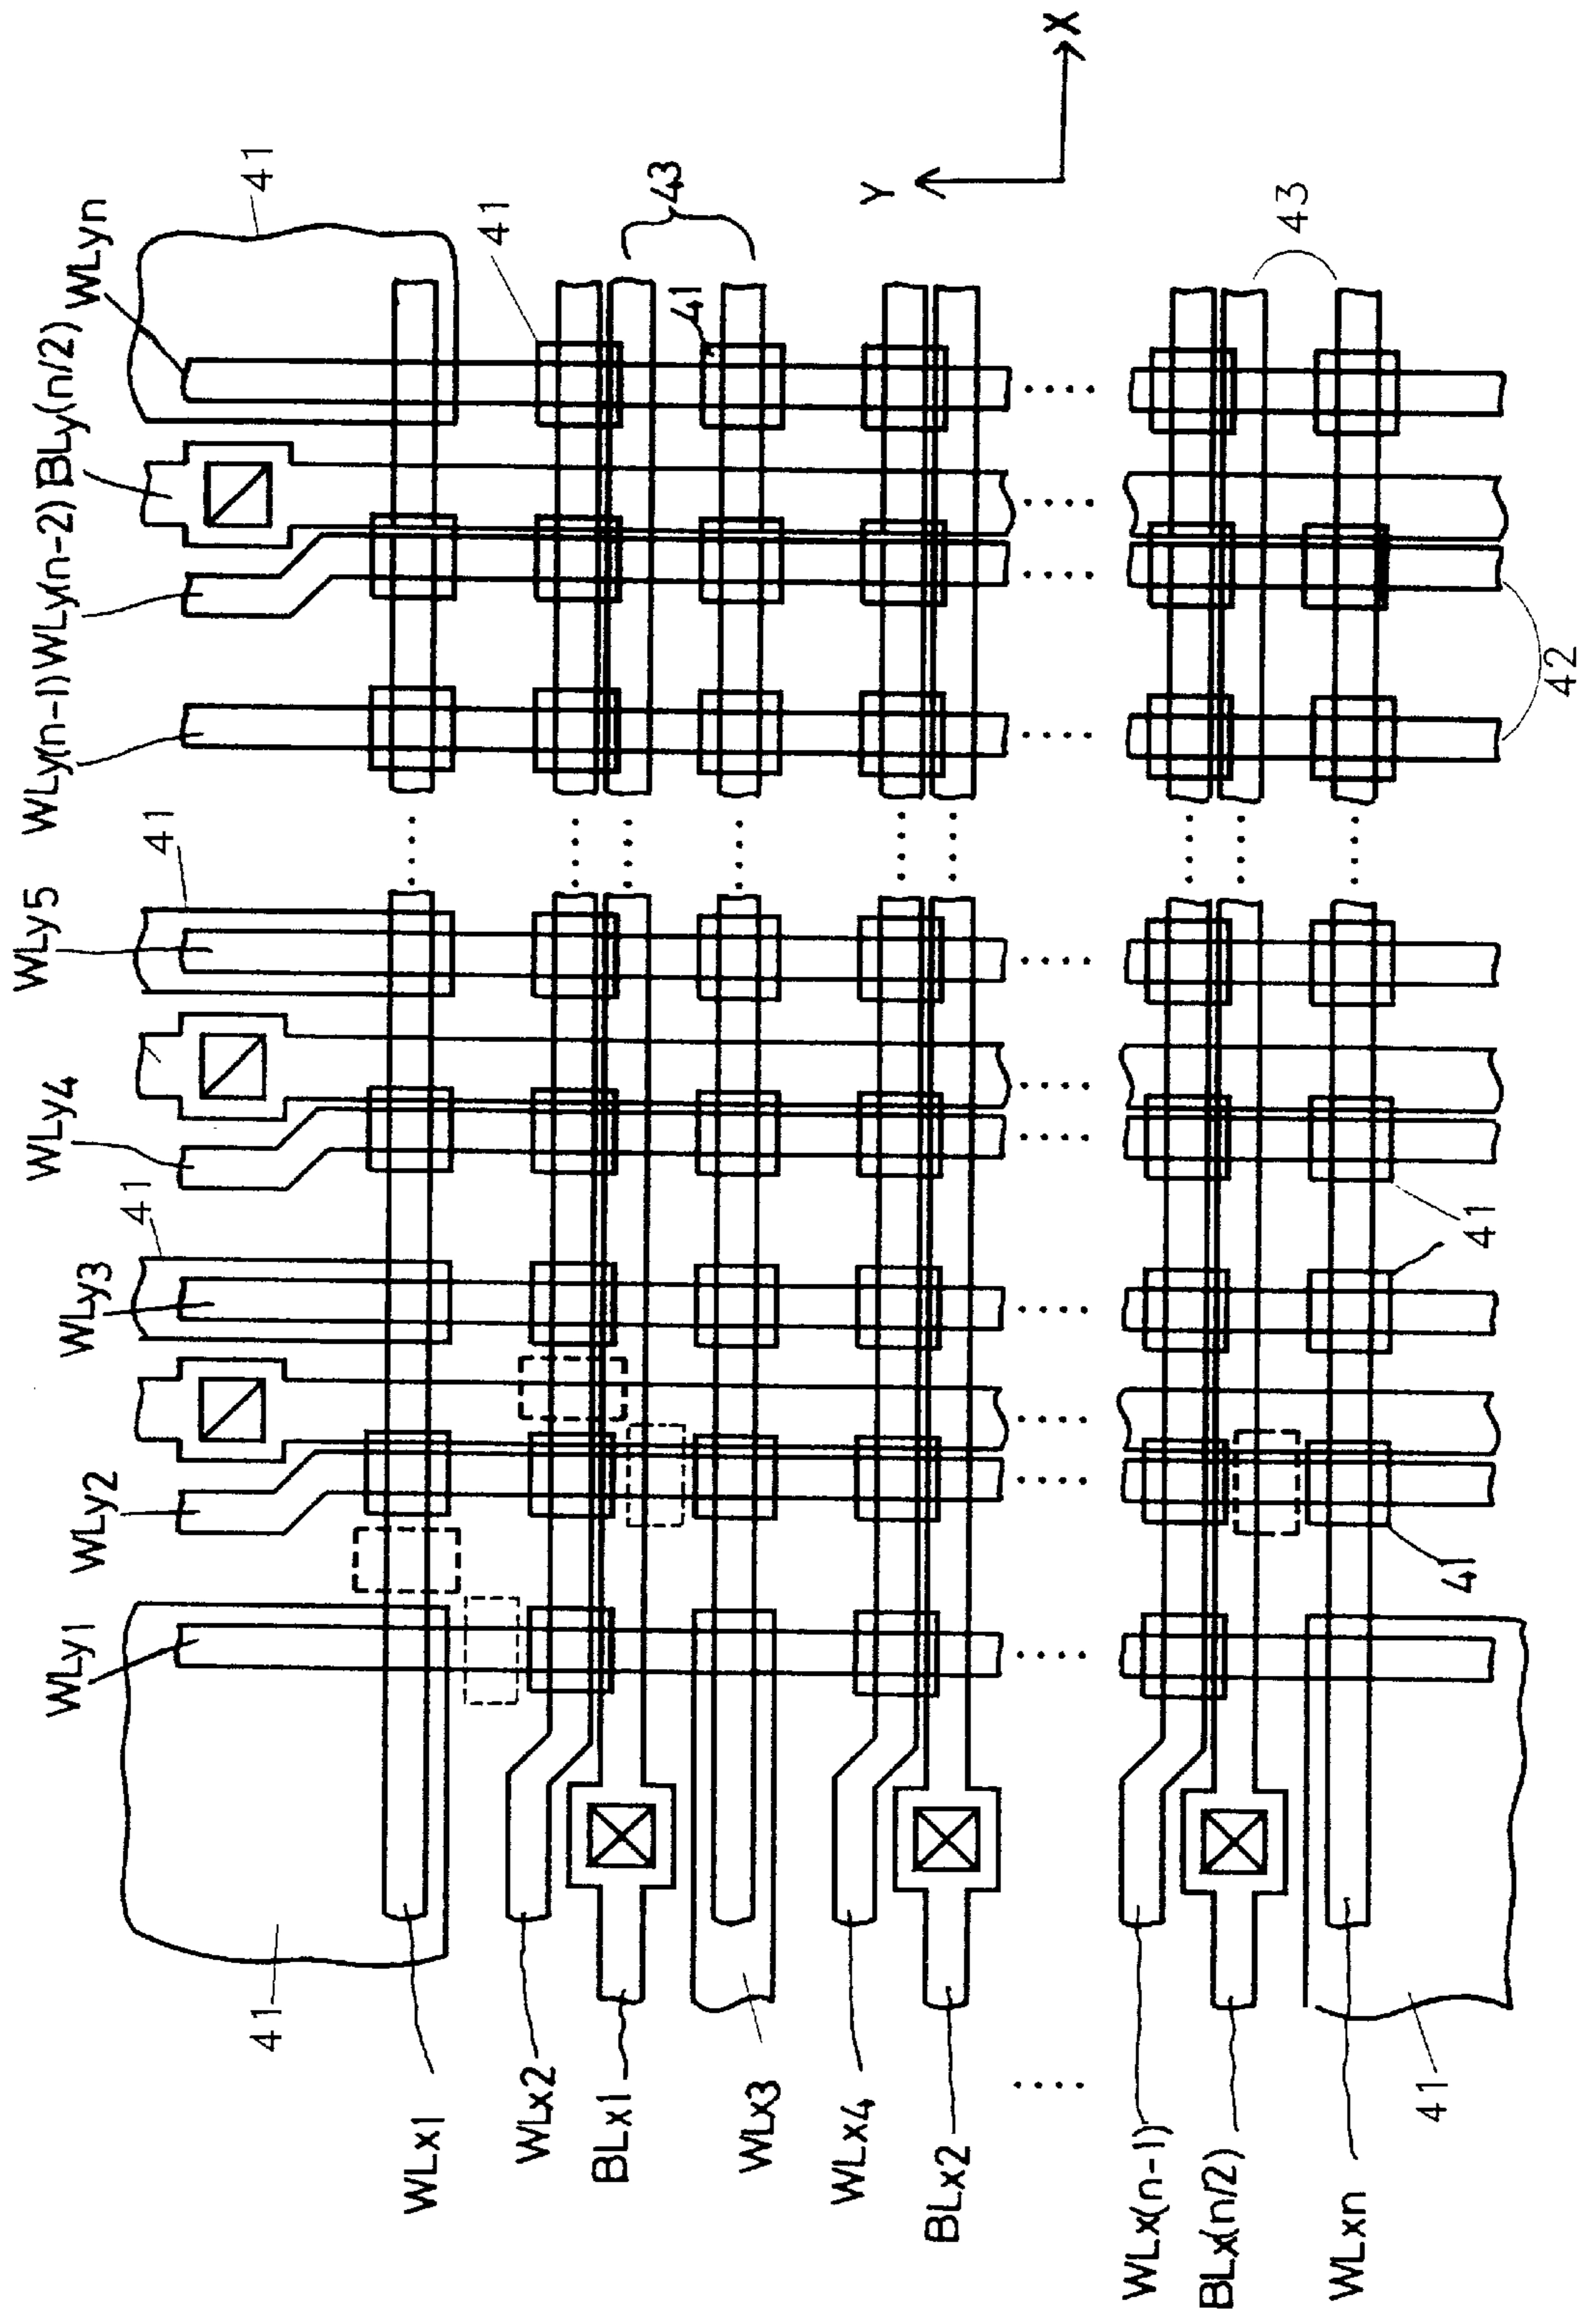 WLy1
WLy2
WLy3
41
WLy4
WLy5
41
WLy(n-1)
WLy(n-2)
BLy(n/2)
WLyn
41
41
WLx1
41
WLx2
BLx1
43
WLx3
41
WLx4
BLx2
Y
X
WLx(n-1)
BLx(n/2)
43
WLxn
41
41
41
42